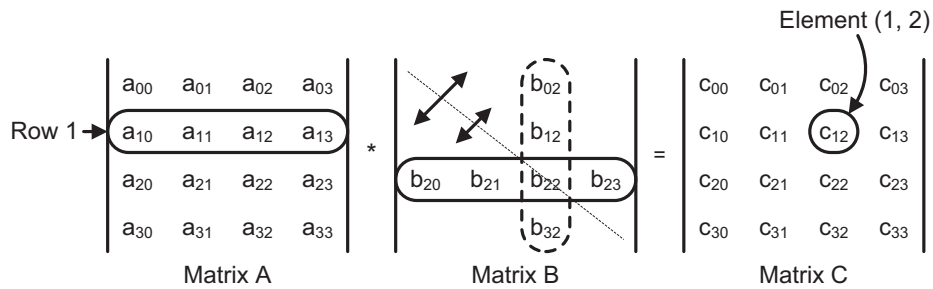 Element (1, 2)
a₀₀ a₀₁ a₀₂ a₀₃ b₀₂ c₀₀ c₀₁ c₀₂ c₀₃
Row 1 a₁₀ a₁₁ a₁₂ a₁₃ * b₁₂ = c₁₀ c₁₁ c₁₂ c₁₃
a₂₀ a₂₁ a₂₂ a₂₃ b₂₀ b₂₁ b₂₂ b₂₃ c₂₀ c₂₁ c₂₂ c₂₃
a₃₀ a₃₁ a₃₂ a₃₃ b₃₂ c₃₀ c₃₁ c₃₂ c₃₃
Matrix A Matrix B Matrix C